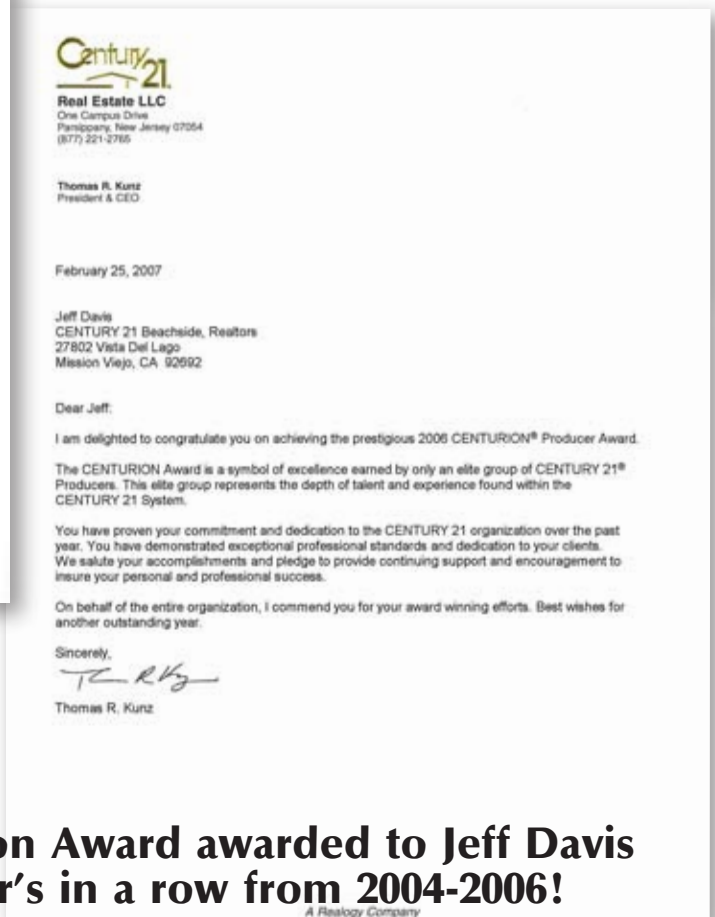 Century 21
Real Estate LLC
One Campus Drive
Parsippany, New Jersey 07054
(877) 221-2765
Thomas R. Kunz
President & CEO
February 25, 2007
Jeff Davis
CENTURY 21 Beachside, Realtors
27802 Vista Del Lago
Mission Viejo, CA 92692
Dear Jeff:
I am delighted to congratulate you on achieving the prestigious 2006 CENTURION® Producer Award.
The CENTURION Award is a symbol of excellence earned by only an elite group of CENTURY 21®
Producers. This elite group represents the depth of talent and experience found within the
CENTURY 21 System.
You have proven your commitment and dedication to the CENTURY 21 organization over the past
year. You have demonstrated exceptional professional standards and dedication to your clients.
We salute your accomplishments and pledge to provide continuing support and encouragement to
insure your personal and professional success.
On behalf of the entire organization, I commend you for your award winning efforts. Best wishes for
another outstanding year.
Sincerely,
Thomas R. Kunz
on Award awarded to Jeff Davis
r's in a row from 2004-2006!
A Realogy Company